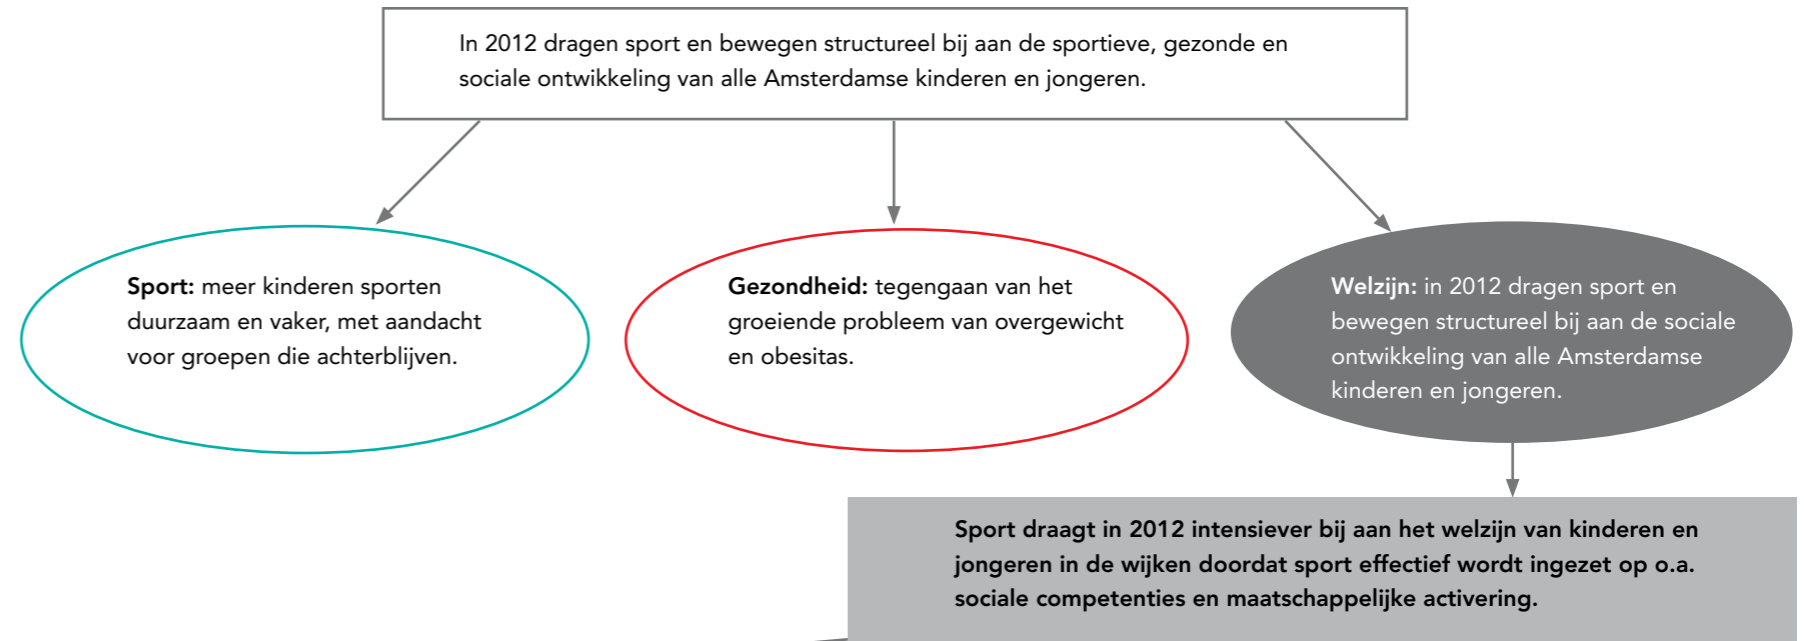 In 2012 dragen sport en bewegen structureel bij aan de sportieve, gezonde en
sociale ontwikkeling van alle Amsterdamse kinderen en jongeren.
Sport: meer kinderen sporten
duurzaam en vaker, met aandacht
voor groepen die achterblijven.
Gezondheid: tegengaan van het
groeiende probleem van overgewicht
en obesitas.
Welzijn: in 2012 dragen sport en
bewegen structureel bij aan de sociale
ontwikkeling van alle Amsterdamse
kinderen en jongeren.
Sport draagt in 2012 intensiever bij aan het welzijn van kinderen en
jongeren in de wijken doordat sport effectief wordt ingezet op o.a.
sociale competenties en maatschappelijke activering.